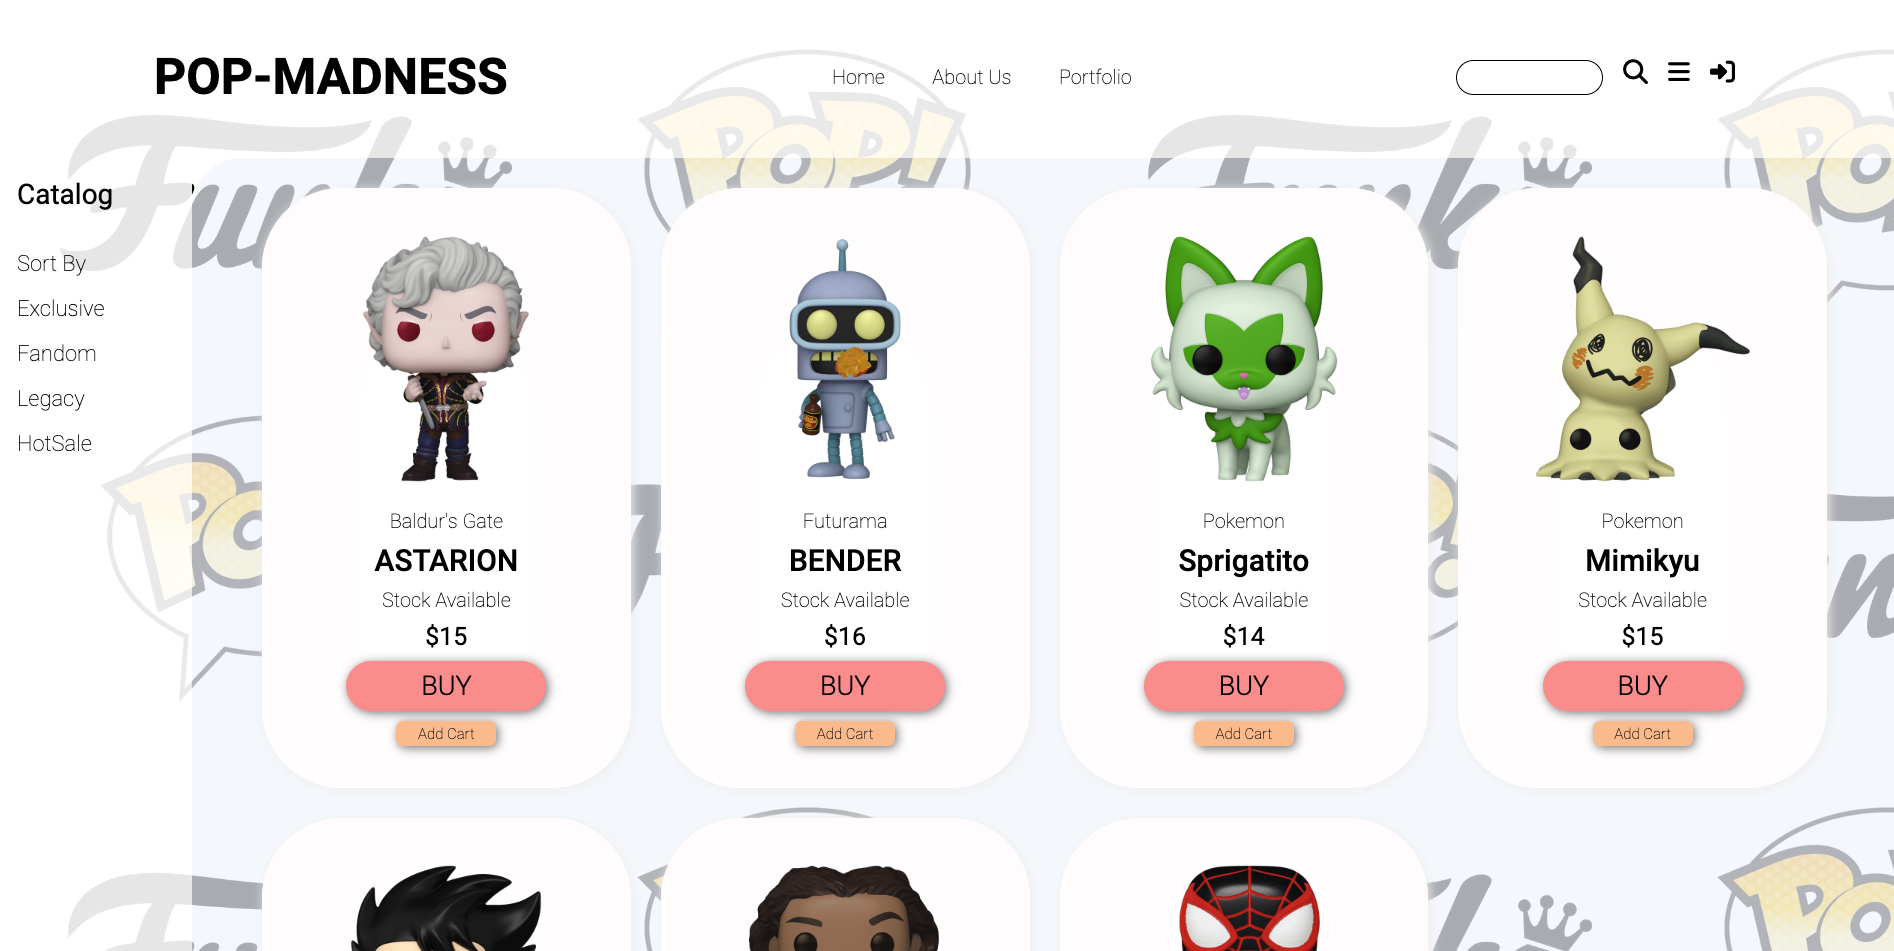 POP-MADNESS
Home
About Us
Portfolio
Catalog
Sort By
Exclusive
Fandom
Legacy
HotSale
Funko
POP!
Baldur's Gate
ASTARION
Stock Available
$15
BUY
Add Cart
Futurama
BENDER
Stock Available
$16
BUY
Add Cart
Pokemon
Sprigatito
Stock Available
$14
BUY
Add Cart
Pokemon
Mimikyu
Stock Available
$15
BUY
Add Cart